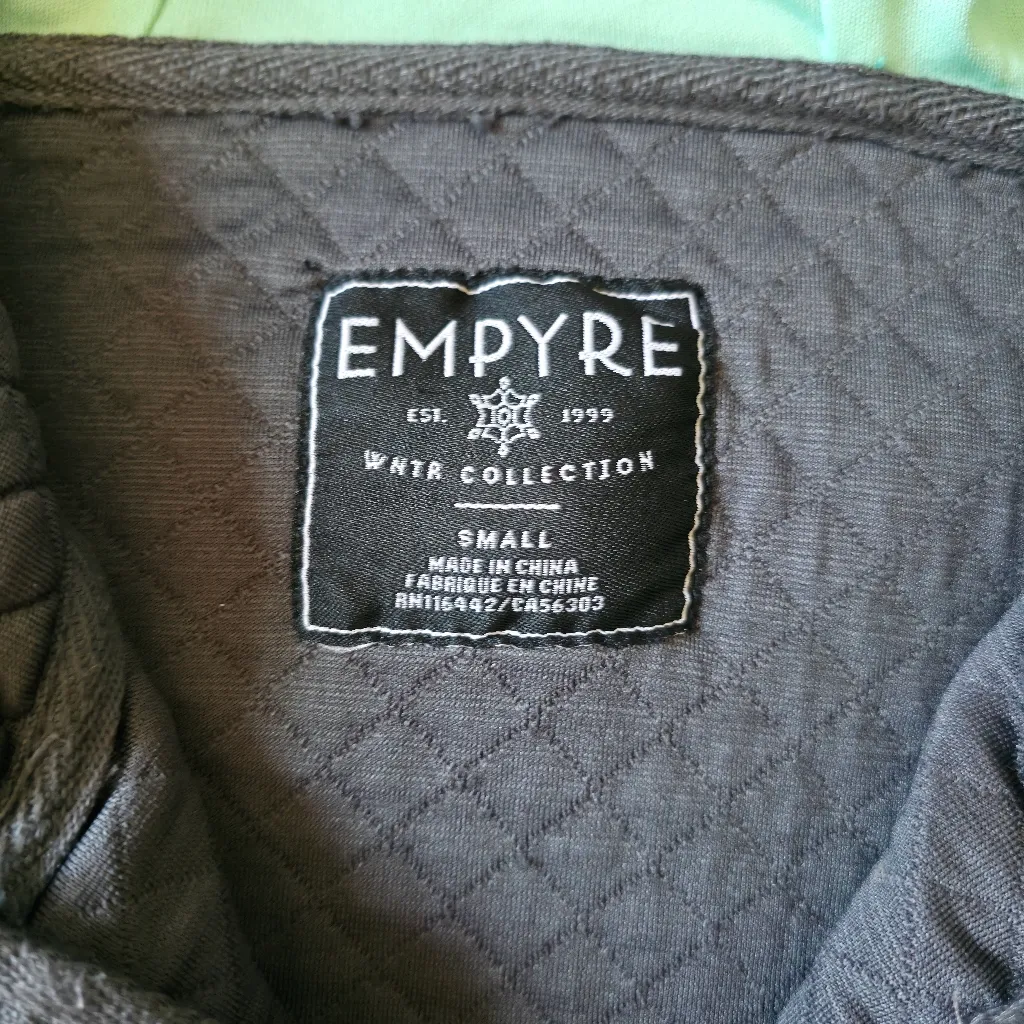 EMPYRE
EST. 1999
WNTR COLLECTION
SMALL
MADE IN CHINA
FABRIQUE EN CHINE
RN116442/CA56303